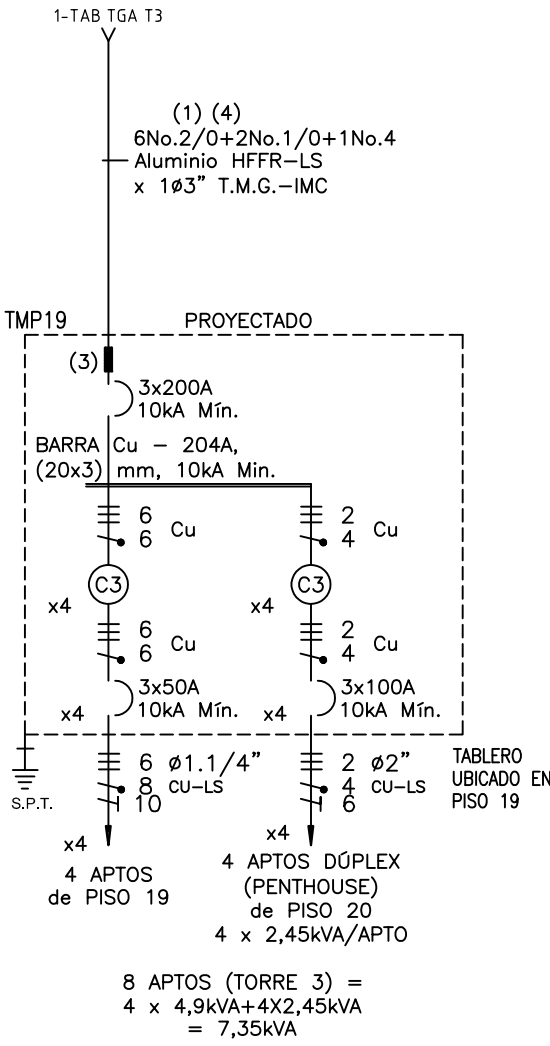 1-TAB TGA T3
(1) (4)
6No.2/0+2No.1/0+1No.4
Aluminio HFFR-LS
x 1ø3" T.M.G.-IMC
TMP19
PROYECTADO
(3)
3x200A
10kA Mín.
BARRA Cu - 204A,
(20x3) mm, 10kA Min.
6
6
Cu
2
4
Cu
C3
x4
C3
x4
6
6
Cu
2
4
Cu
3x50A
10kA Mín.
x4
3x100A
10kA Mín.
x4
S.P.T.
6 ø1.1/4"
8 CU-LS
10
2 ø2"
4 CU-LS
6
TABLERO
UBICADO EN
PISO 19
x4
4 APTOS
de PISO 19
x4
4 APTOS DÚPLEX
(PENTHOUSE)
de PISO 20
4 x 2,45kVA/APTO
8 APTOS (TORRE 3) =
4 x 4,9kVA+4X2,45kVA
= 7,35kVA